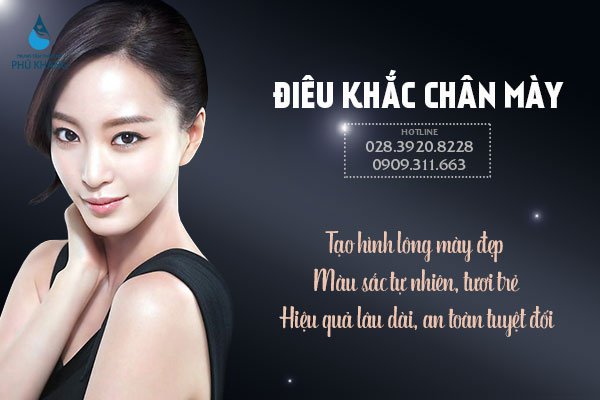 PHÚ KHANG
ĐIÊU KHẮC CHÂN MÀY
HOTLINE
028.3920.8228
0909.311.663
Tạo hình lông mày đẹp
Màu sắc tự nhiên, tươi trẻ
Hiệu quả lâu dài, an toàn tuyệt đối